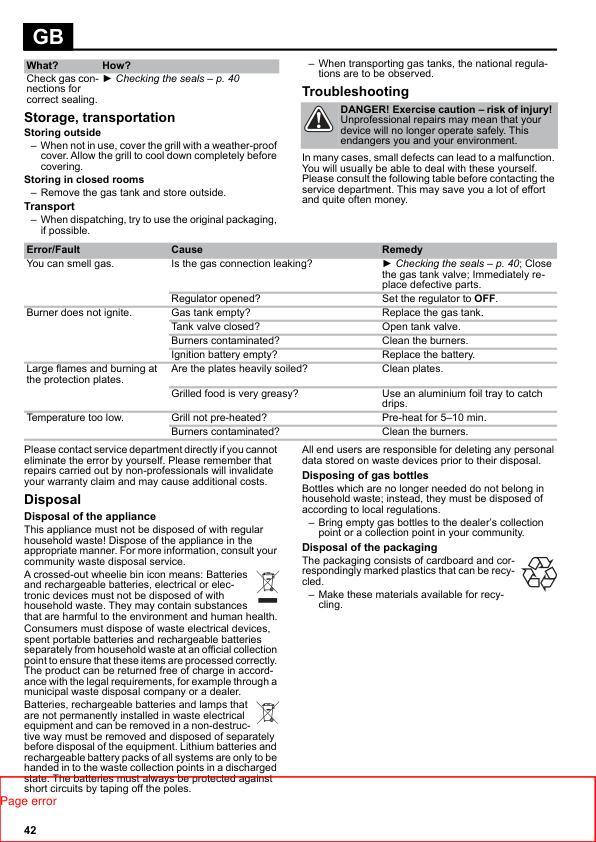 GB
What? How?
Check gas con- ► Checking the seals – p. 40
nections for
correct sealing.
Storage, transportation
Storing outside
– When not in use, cover the grill with a weather-proof
cover. Allow the grill to cool down completely before
covering.
Storing in closed rooms
– Remove the gas tank and store outside.
Transport
– When dispatching, try to use the original packaging,
if possible.
– When transporting gas tanks, the national regula-
tions are to be observed.
Troubleshooting
DANGER! Exercise caution – risk of injury!
Unprofessional repairs may mean that your
device will no longer operate safely. This
endangers you and your environment.
In many cases, small defects can lead to a malfunction.
You will usually be able to deal with these yourself.
Please consult the following table before contacting the
service department. This may save you a lot of effort
and quite often money.
Error/Fault Cause Remedy
You can smell gas. Is the gas connection leaking? ► Checking the seals – p. 40; Close
the gas tank valve; Immediately re-
place defective parts.
Regulator opened? Set the regulator to OFF.
Burner does not ignite. Gas tank empty? Replace the gas tank.
Tank valve closed? Open tank valve.
Burners contaminated? Clean the burners.
Ignition battery empty? Replace the battery.
Large flames and burning at Are the plates heavily soiled? Clean plates.
the protection plates.
Grilled food is very greasy? Use an aluminium foil tray to catch
drips.
Temperature too low. Grill not pre-heated? Pre-heat for 5–10 min.
Burners contaminated? Clean the burners.
Please contact service department directly if you cannot
eliminate the error by yourself. Please remember that
repairs carried out by non-professionals will invalidate
your warranty claim and may cause additional costs.
Disposal
Disposal of the appliance
This appliance must not be disposed of with regular
household waste! Dispose of the appliance in the
appropriate manner. For more information, consult your
community waste disposal service.
A crossed-out wheelie bin icon means: Batteries
and rechargeable batteries, electrical or elec-
tronic devices must not be disposed of with
household waste. They may contain substances
that are harmful to the environment and human health.
Consumers must dispose of waste electrical devices,
spent portable batteries and rechargeable batteries
separately from household waste at an official collection
point to ensure that these items are processed correctly.
The product can be returned free of charge in accord-
ance with the legal requirements, for example through a
municipal waste disposal company or a dealer.
Batteries, rechargeable batteries and lamps that
are not permanently installed in waste electrical
equipment and can be removed in a non-destruc-
tive way must be removed and disposed of separately
before disposal of the equipment. Lithium batteries and
rechargeable battery packs of all systems are only to be
handed in to the waste collection points in a discharged
state. The batteries must always be protected against
short circuits by taping off the poles.
All end users are responsible for deleting any personal
data stored on waste devices prior to their disposal.
Disposing of gas bottles
Bottles which are no longer needed do not belong in
household waste; instead, they must be disposed of
according to local regulations.
– Bring empty gas bottles to the dealer’s collection
point or a collection point in your community.
Disposal of the packaging
The packaging consists of cardboard and cor-
respondingly marked plastics that can be recy-
cled.
– Make these materials available for recy-
cling.
Page error
42